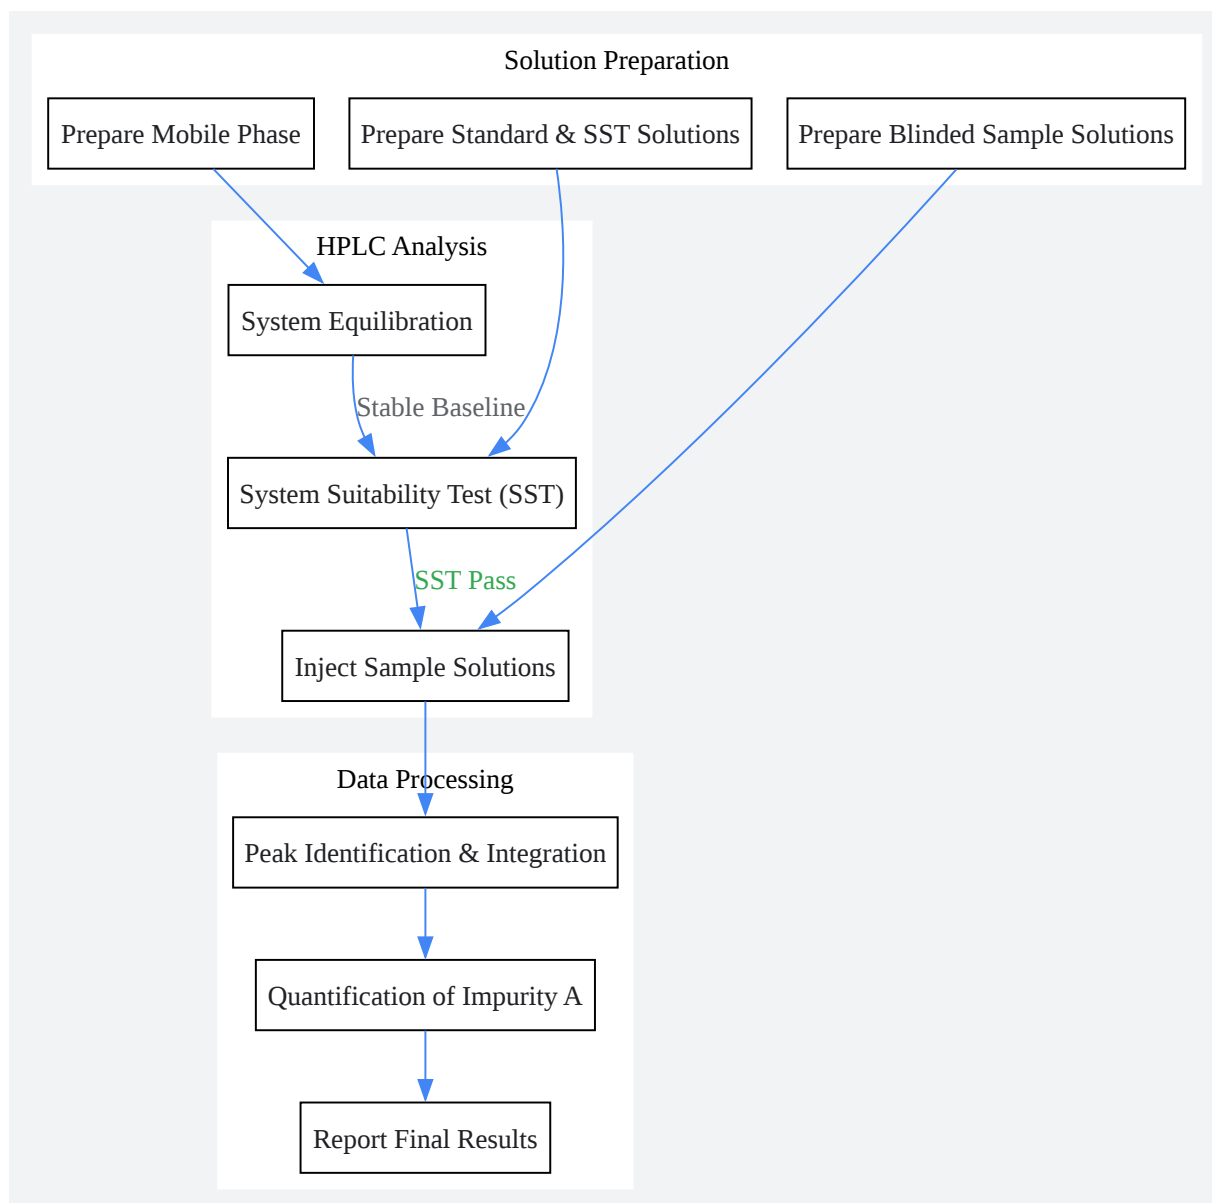 Solution Preparation
Prepare Mobile Phase
Prepare Standard & SST Solutions
Prepare Blinded Sample Solutions
HPLC Analysis
System Equilibration
Stable Baseline
System Suitability Test (SST)
SST Pass
Inject Sample Solutions
Data Processing
Peak Identification & Integration
Quantification of Impurity A
Report Final Results